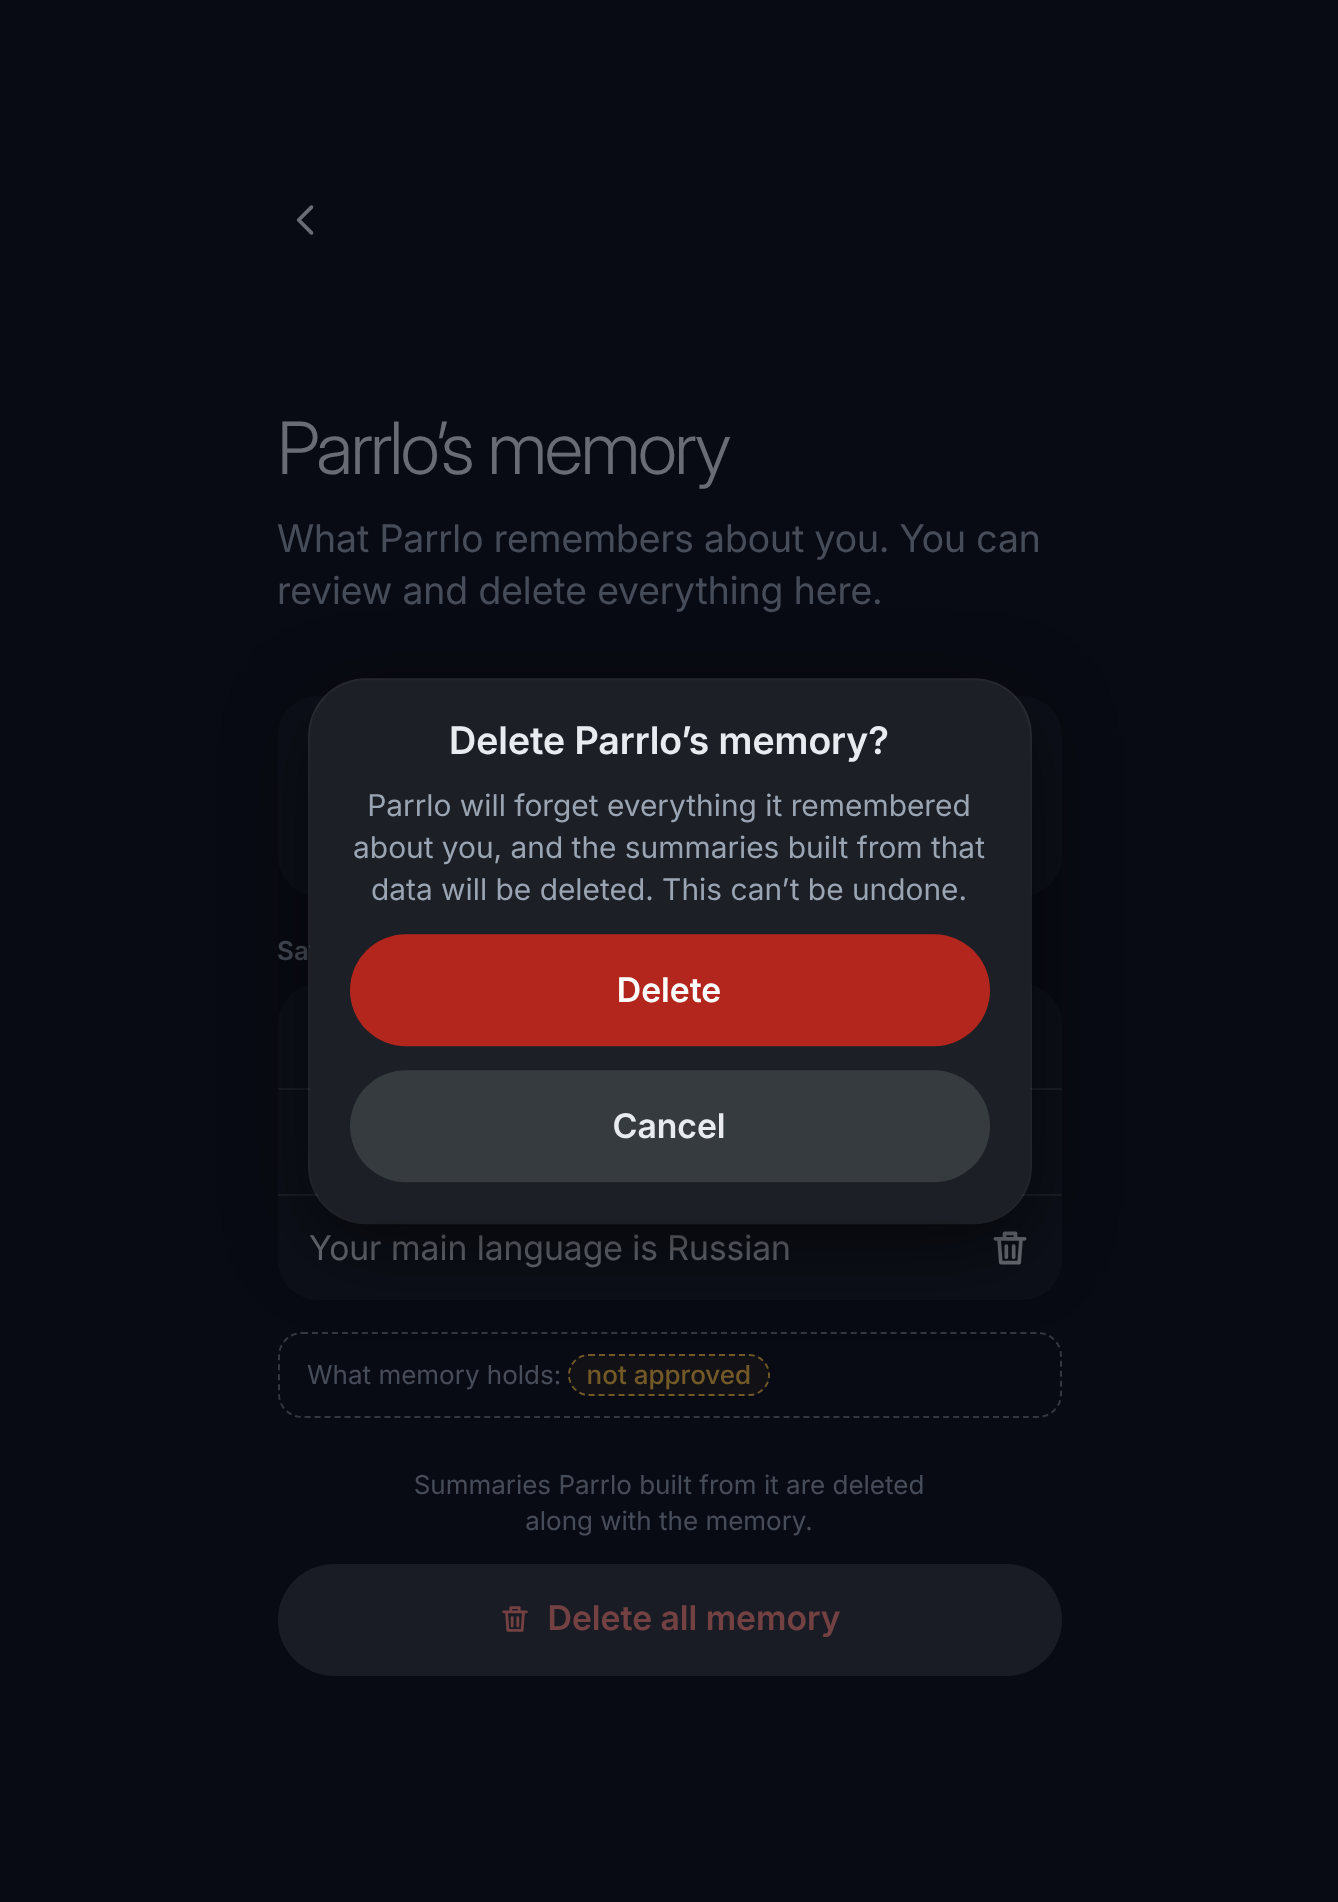 Parrlo’s memory
What Parrlo remembers about you. You can
review and delete everything here.
Delete Parrlo’s memory?
Parrlo will forget everything it remembered
about you, and the summaries built from that
data will be deleted. This can’t be undone.
Delete
Cancel
Your main language is Russian
What memory holds: not approved
Summaries Parrlo built from it are deleted
along with the memory.
Delete all memory